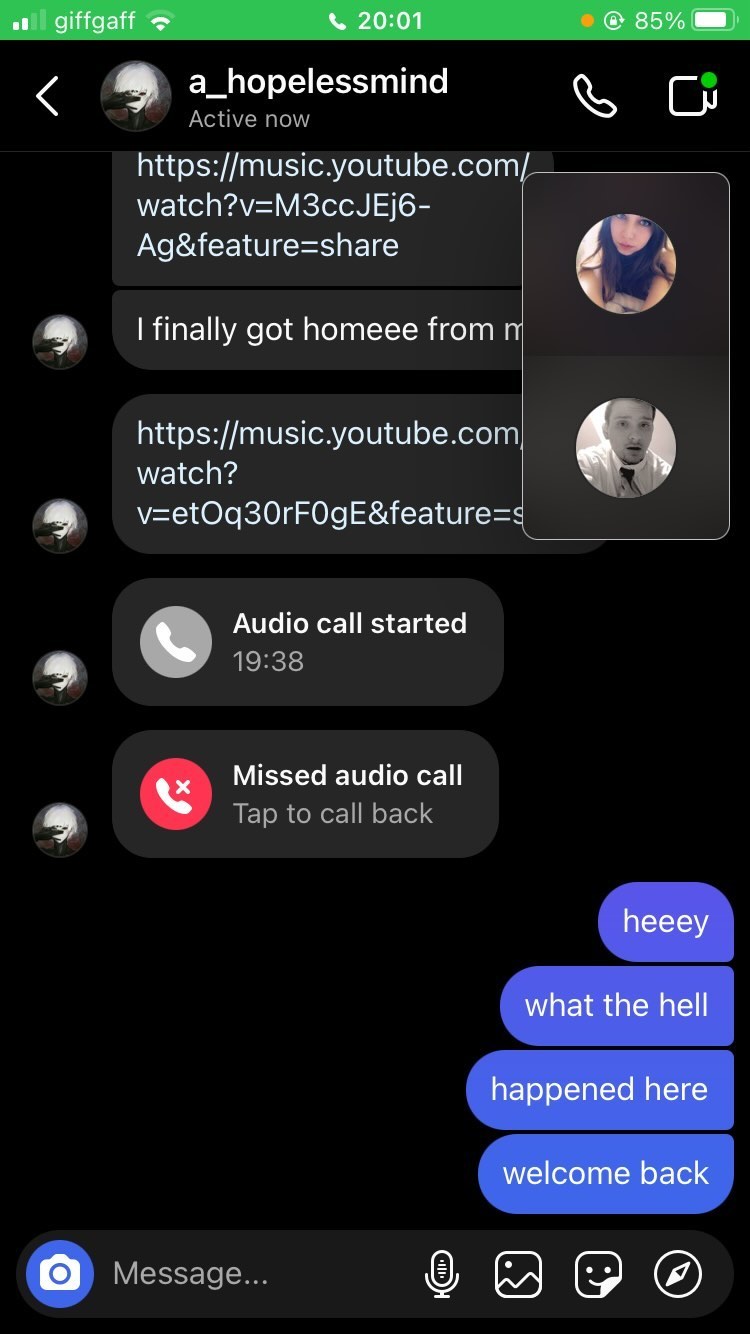 giffgaff 20:01 85%
a_hopelessmind
Active now
https://music.youtube.com/
watch?v=M3ccJEj6-
Ag&feature=share
I finally got homeee from
https://music.youtube.com/
watch?
v=etOq30rF0gE&feature=s
Audio call started
19:38
Missed audio call
Tap to call back
heeey
what the hell
happened here
welcome back
Message...